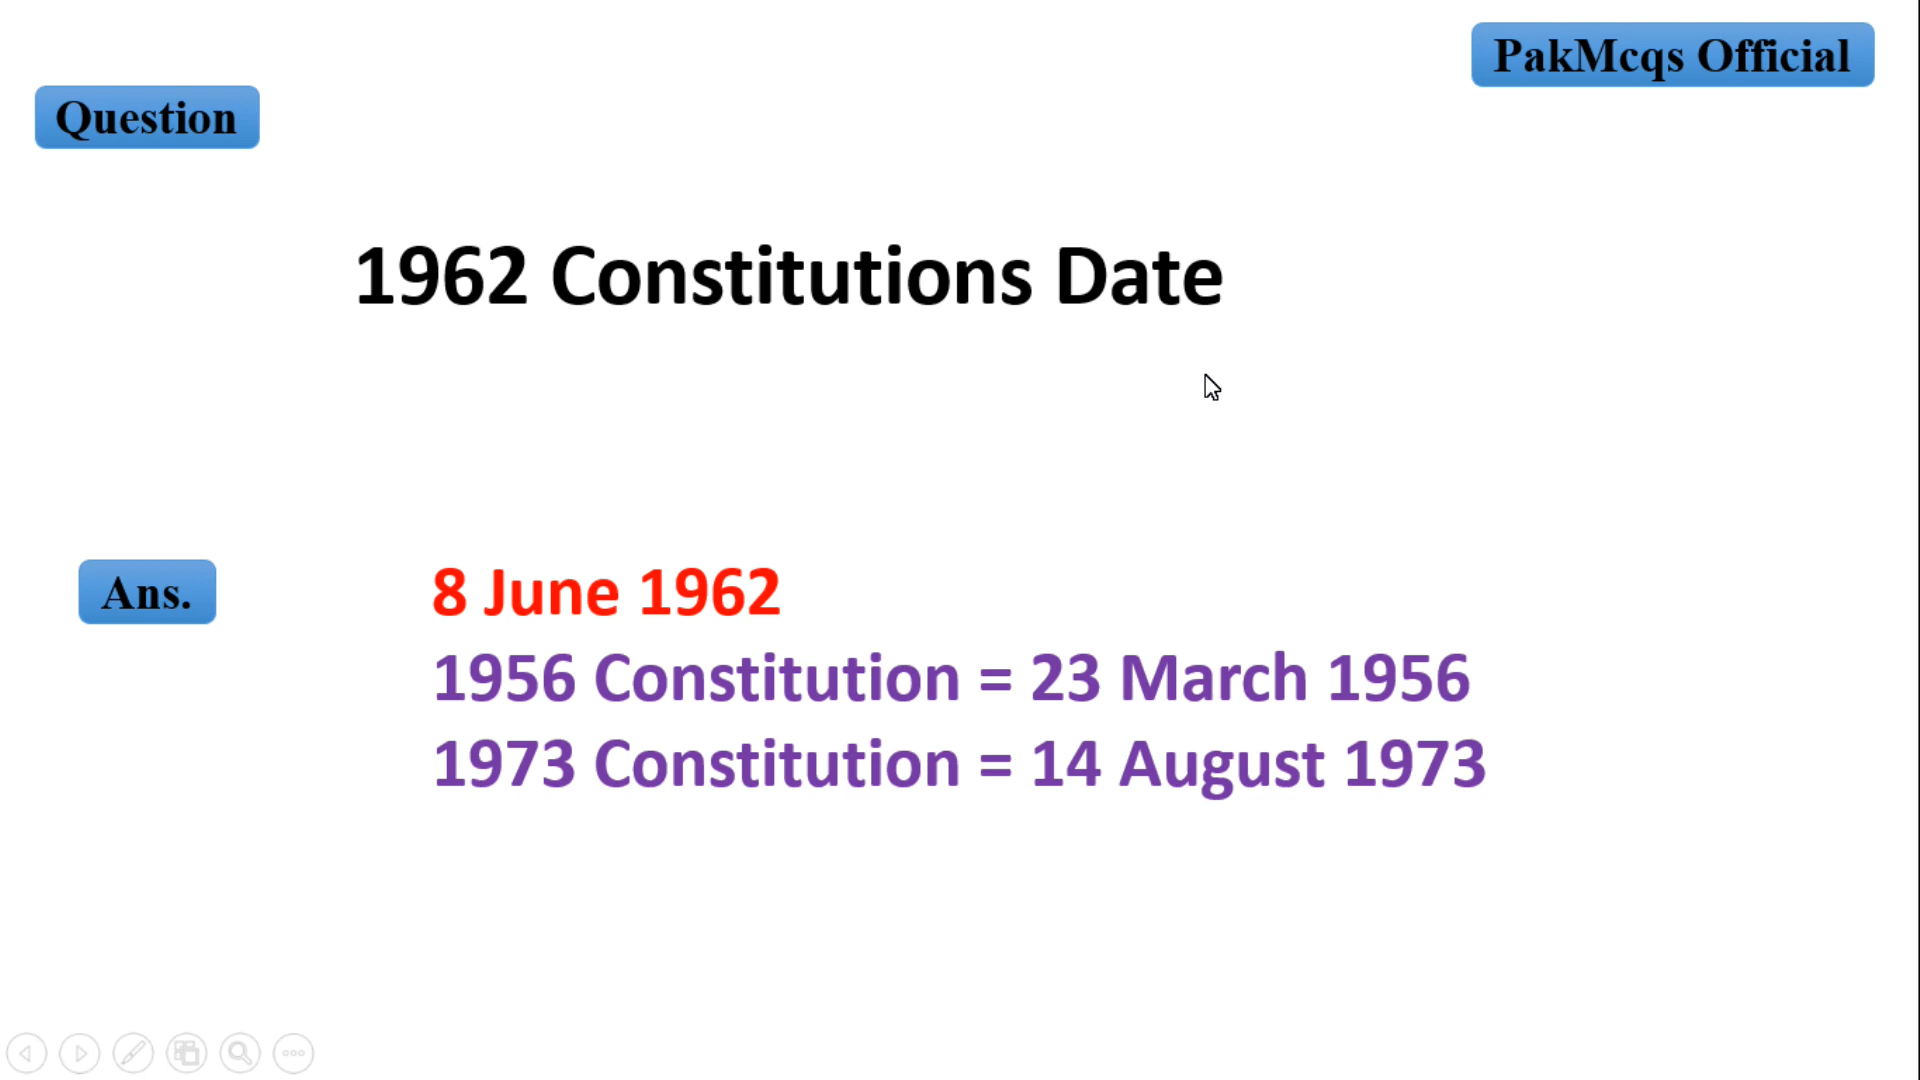 PakMcqs Official
Question
1962 Constitutions Date
Ans.
8 June 1962
1956 Constitution = 23 March 1956
1973 Constitution = 14 August 1973